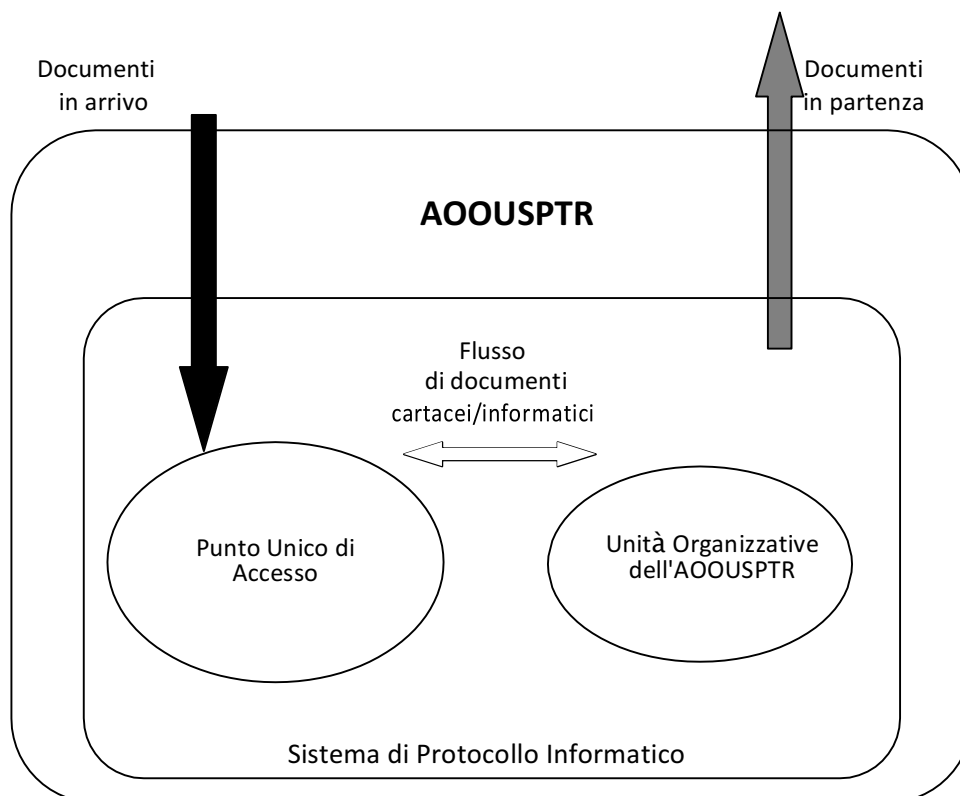 Documenti
in arrivo
Documenti
in partenza
AOOUSPTR
Flusso
di documenti
cartacei/informatici
Punto Unico di
Accesso
Unità Organizzative
dell'AOOUSPTR
Sistema di Protocollo Informatico